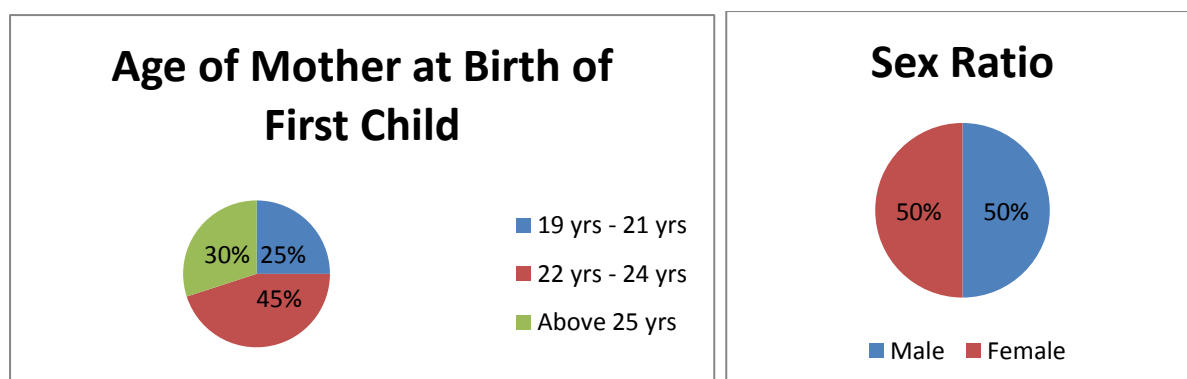 Age of Mother at Birth of
First Child
30%
25%
45%
19 yrs - 21 yrs
22 yrs - 24 yrs
Above 25 yrs
Sex Ratio
50%
50%
Male
Female